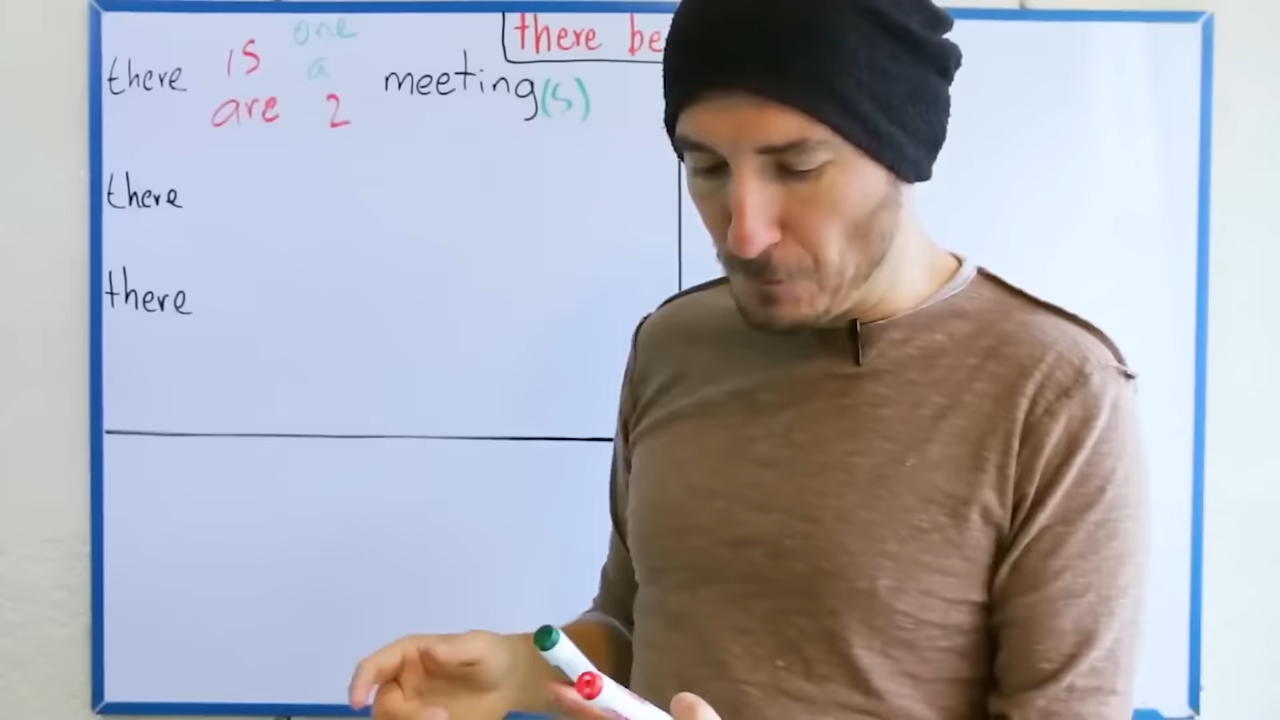 there be
one
there is a meeting(s)
are 2
there
there